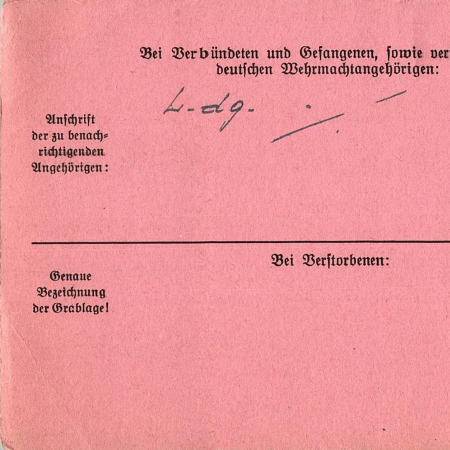 Bei Verbündeten und Gefangenen, sowie ver
deutschen Wehrmachtangehörigen:
Anschrift
der zu benach-
richtigenden
Angehörigen:
L-dg.
Bei Verstorbenen:
Genaue
Bezeichnung
der Grablage!